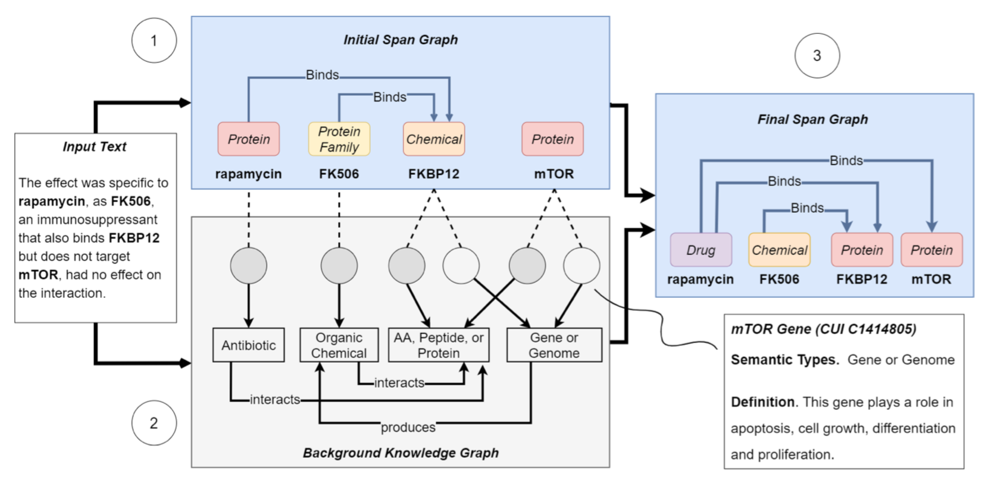 1
Initial Span Graph
Binds
Binds
Protein
Protein
Family
Chemical
Protein
rapamycin
FK506
FKBP12
mTOR
Input Text
The effect was specific to
rapamycin, as FK506,
an immunosuppressant
that also binds FKBP12
but does not target
mTOR, had no effect on
the interaction.
2
Antibiotic
Organic
Chemical
AA, Peptide, or
Protein
Gene or
Genome
interacts
interacts
produces
Background Knowledge Graph
3
Final Span Graph
Binds
Binds
Binds
Drug
Chemical
Protein
Protein
rapamycin
FK506
FKBP12
mTOR
mTOR Gene (CUI C1414805)
Semantic Types. Gene or Genome
Definition. This gene plays a role in
apoptosis, cell growth, differentiation
and proliferation.